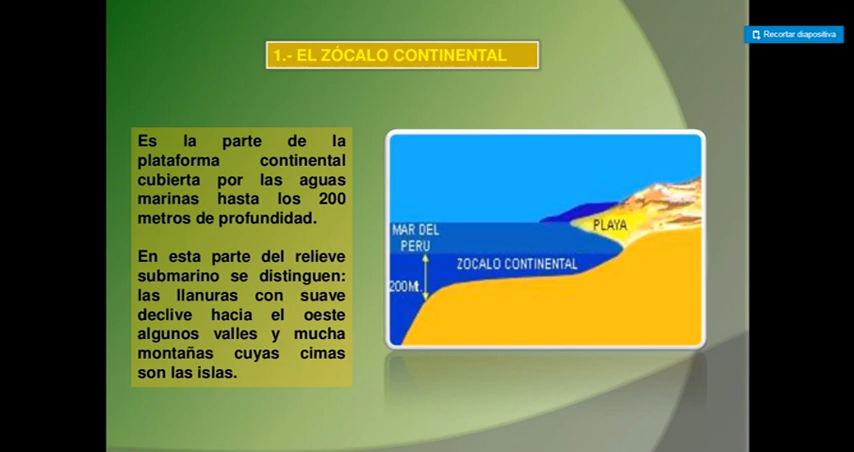 Recortar diapositiva
1.- EL ZÓCALO CONTINENTAL
Es la parte de la
plataforma continental
cubierta por las aguas
marinas hasta los 200
metros de profundidad.
En esta parte del relieve
submarino se distinguen:
las llanuras con suave
declive hacia el oeste
algunos valles y mucha
montañas cuyas cimas
son las islas.
MAR DEL
PERU
PLAYA
ZOCALO CONTINENTAL
200Mt.